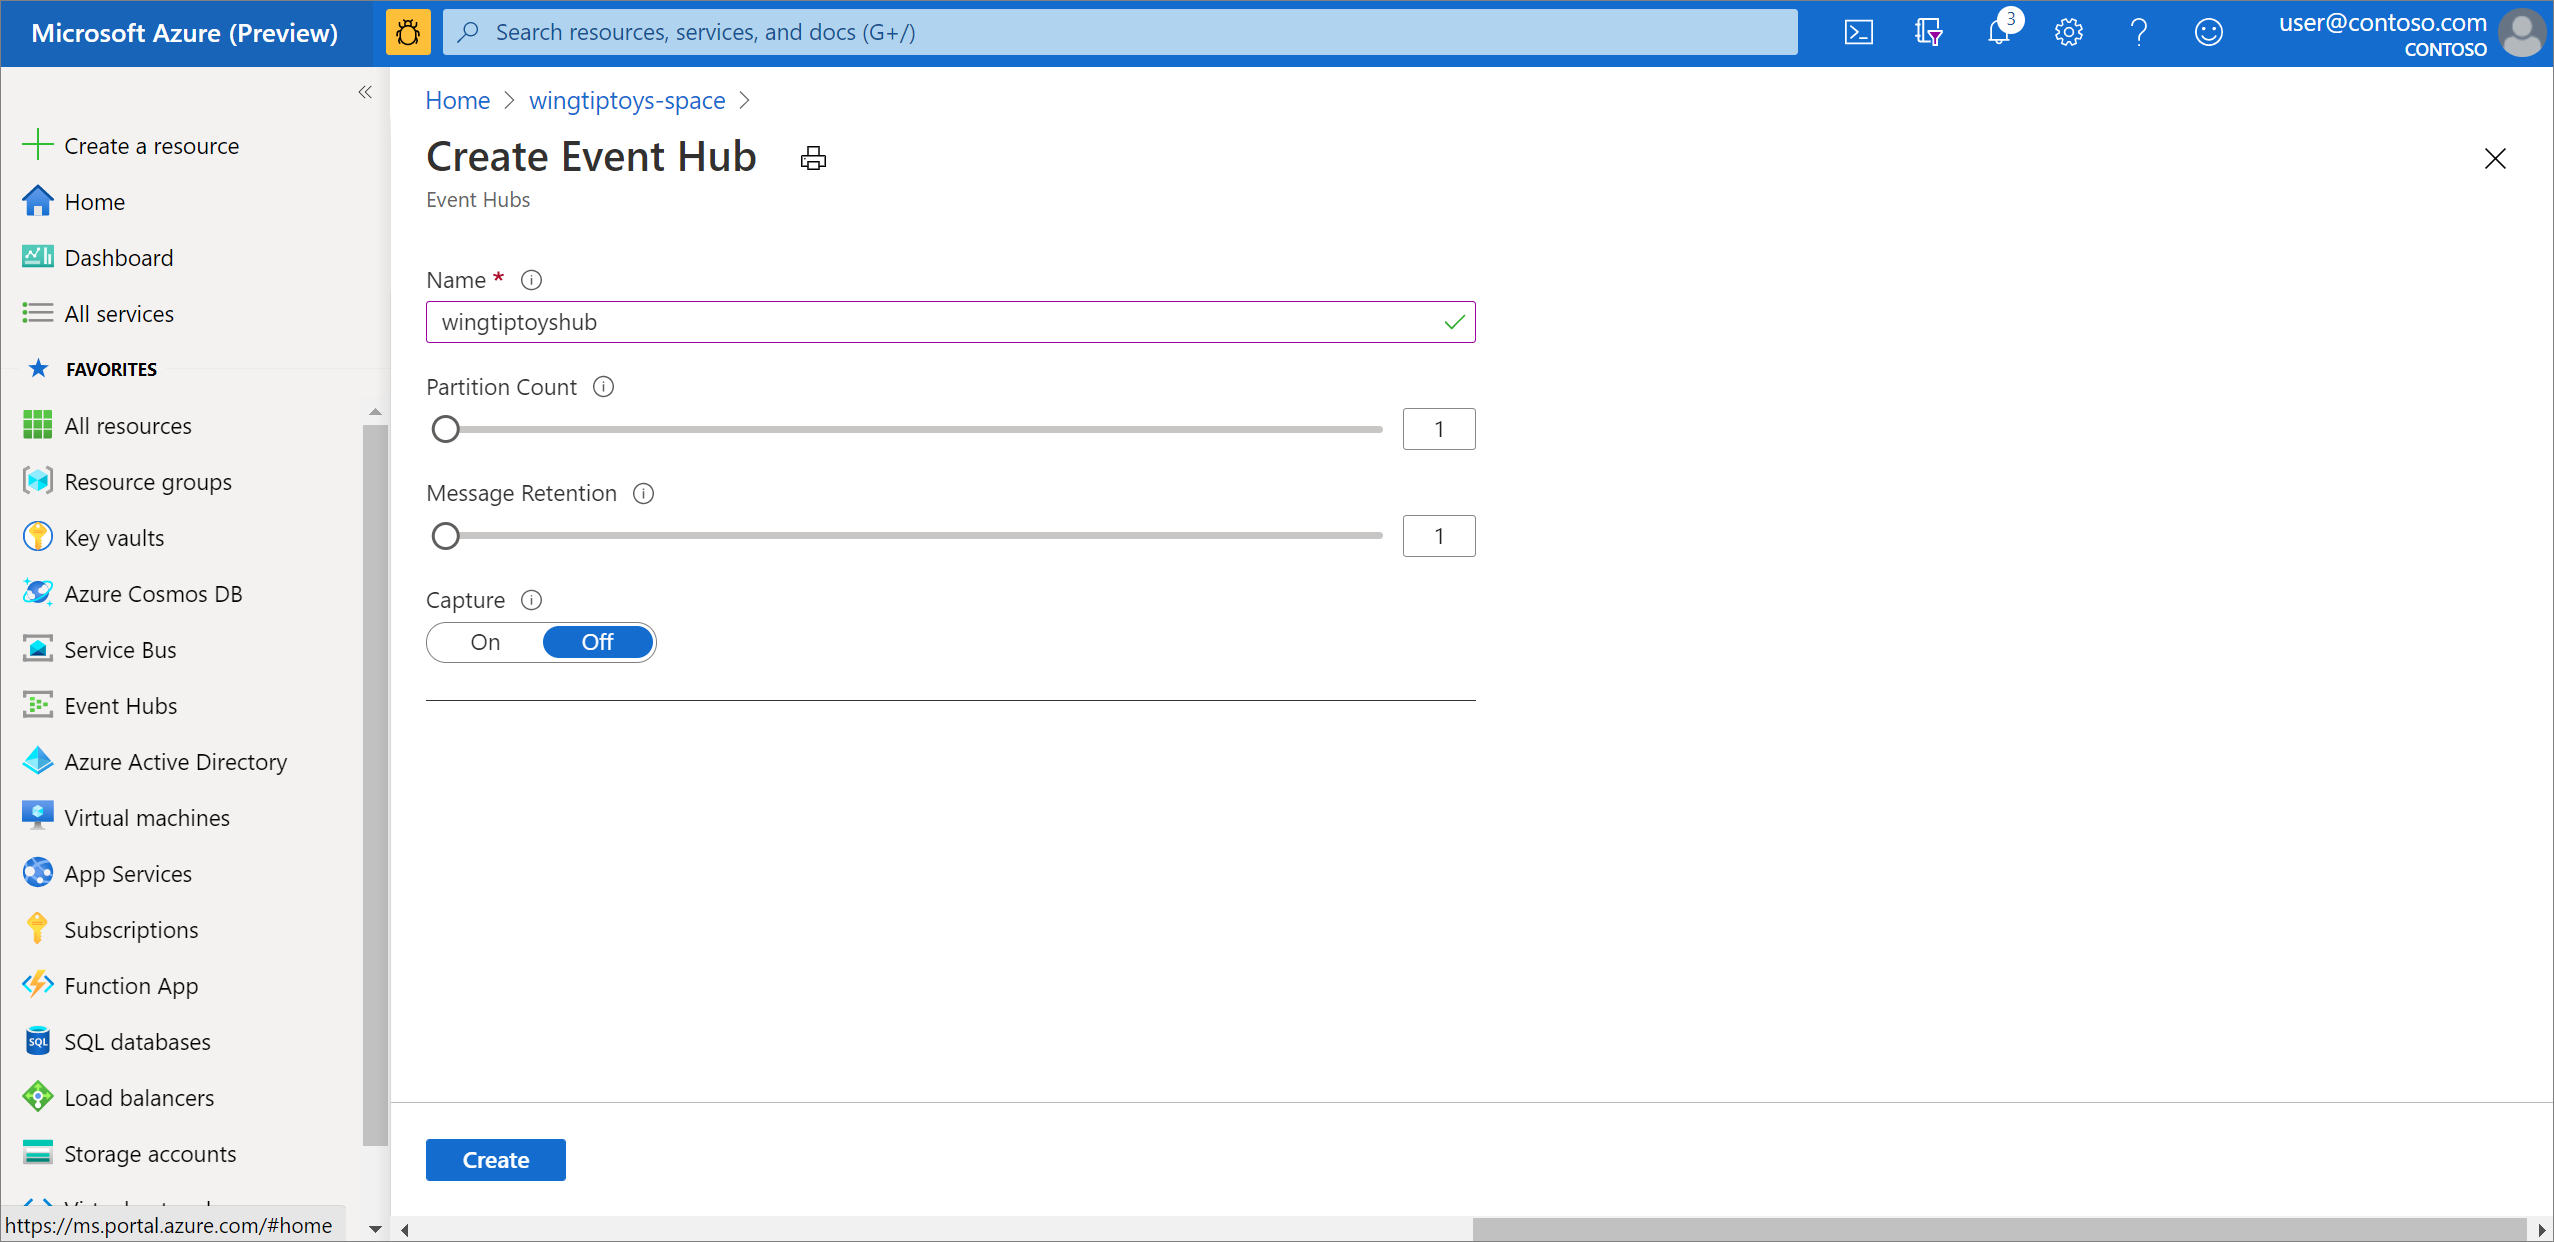 Microsoft Azure (Preview)
Search resources, services, and docs (G+/)
3
user@contoso.com
CONTOSO
Create a resource
Home
Dashboard
All services
FAVORITES
All resources
Resource groups
Key vaults
Azure Cosmos DB
Service Bus
Event Hubs
Azure Active Directory
Virtual machines
App Services
Subscriptions
Function App
SQL
SQL databases
Load balancers
Storage accounts
https://ms.portal.azure.com/#home
Home > wingtiptoys-space >
Create Event Hub
Event Hubs
Name *
wingtiptoyshub
Partition Count
1
Message Retention
1
Capture
On Off
Create